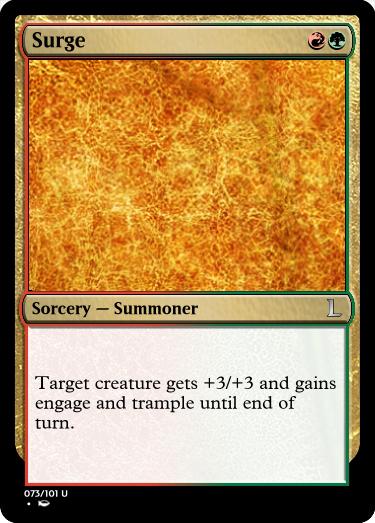 Surge
Sorcery — Summoner
L
Target creature gets +3/+3 and gains
engage and trample until end of
turn.
073/101 U